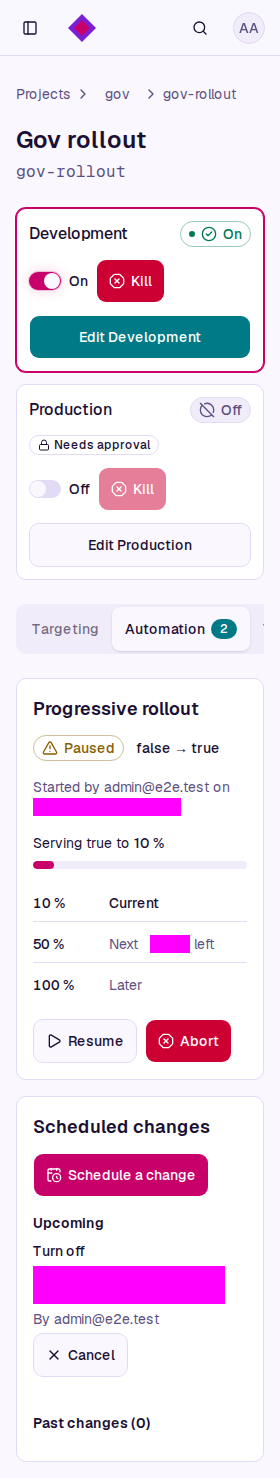 AA
Projects > gov > gov-rollout
Gov rollout
gov-rollout
Development
On
On
Kill
Edit Development
Production
Off
Needs approval
Off
Kill
Edit Production
Targeting
Automation 2
Progressive rollout
Paused
false → true
Started by admin@e2e.test on
Serving true to 10 %
10 % Current
50 % Next left
100 % Later
Resume
Abort
Scheduled changes
Schedule a change
Upcoming
Turn off
By admin@e2e.test
Cancel
Past changes (0)